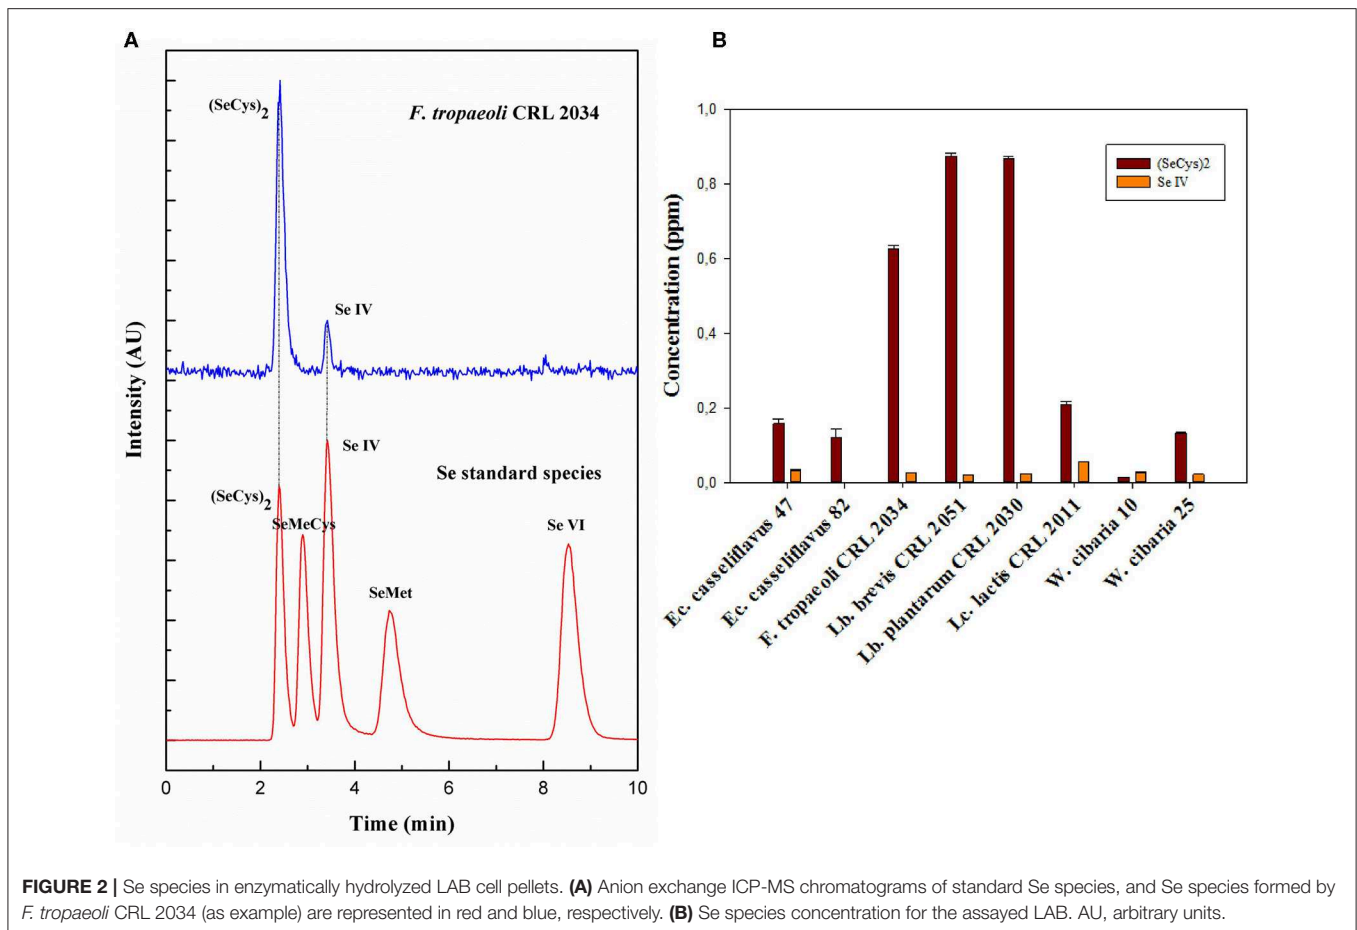 A
(SeCys)2
F. tropaeoli CRL 2034
Se IV
Se IV
Se standard species
(SeCys)2
SeMeCys
Se VI
SeMet
Intensity (AU)
0 2 4 6 8 10
Time (min)
B
1,0
0,8
0,6
0,4
0,2
0,0
Concentration (ppm)
(SeCys)2
Se IV
Ec. casseliflavus 47
Ec. casseliflavus 82
F. tropaeoli CRL 2034
Lb. brevis CRL 2051
Lb. plantarum CRL 2030
Lc. lactis CRL 2011
W. cibaria 10
W. cibaria 25
FIGURE 2 | Se species in enzymatically hydrolyzed LAB cell pellets. (A) Anion exchange ICP-MS chromatograms of standard Se species, and Se species formed by
F. tropaeoli CRL 2034 (as example) are represented in red and blue, respectively. (B) Se species concentration for the assayed LAB. AU, arbitrary units.